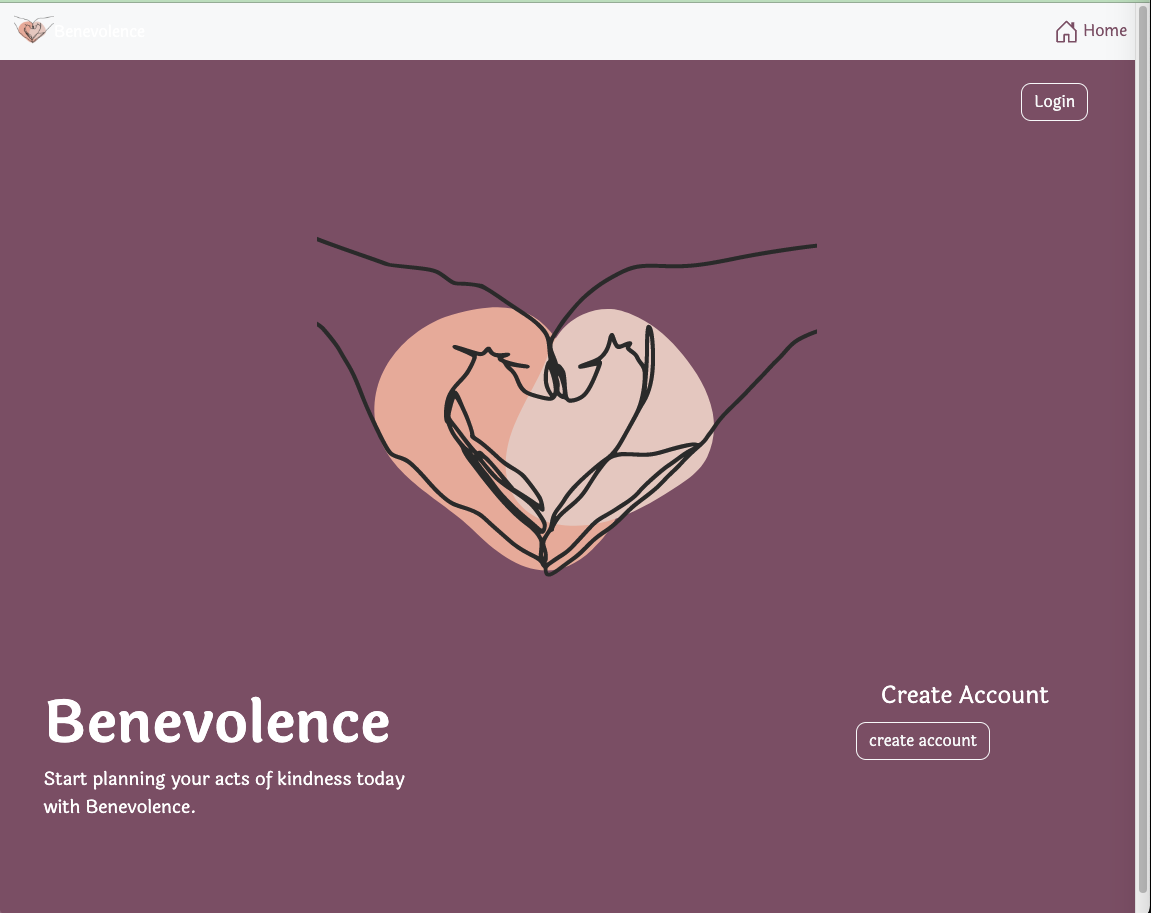 Benevolence
Home
Login
Benevolence
Start planning your acts of kindness today
with Benevolence.
Create Account
create account